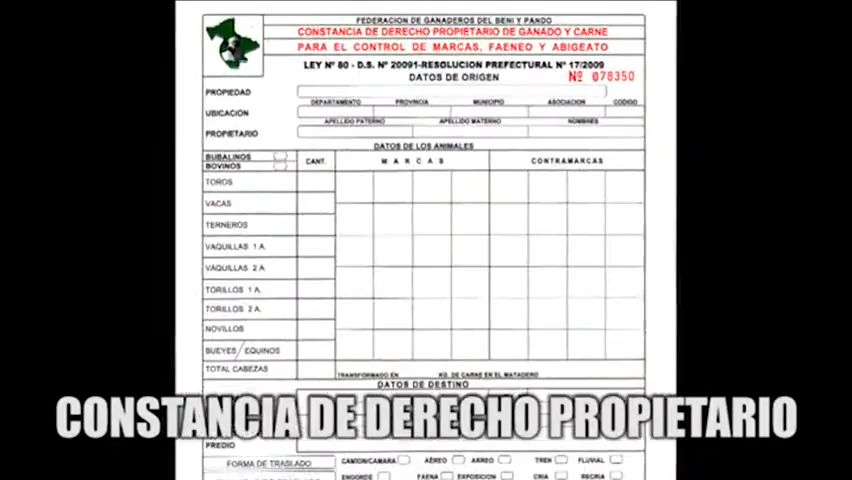 FEDERACION DE GANADEROS DEL BENI Y PANDO
CONSTANCIA DE DERECHO PROPIETARIO DE GANADO Y CARNE
PARA EL CONTROL DE MARCAS, FAENEO Y ABIGEATO
LEY Nº 80 - D.S. Nº 20091-RESOLUCION PREFECTURAL Nº 17/2009
DATOS DE ORIGEN
Nº 078350
PROPIEDAD
DEPARTAMENTO PROVINCIA MUNICIPIO ASOCIACION CODIGO
UBICACION
APELLIDO PATERNO APELLIDO MATERNO NOMBRES
PROPIETARIO
DATOS DE LOS ANIMALES
BUBALINOS
BOVINOS
CANT. MARCAS CONTRAMARCAS
TOROS
VACAS
TERNEROS
VAQUILLAS 1 A.
VAQUILLAS 2 A.
TORILLOS 1 A.
TORILLOS 2 A.
NOVILLOS
BUEYES/EQUINOS
TOTAL CABEZAS
TRANSFORMADO EN KG. DE CARNE EN EL MATADERO
DATOS DE DESTINO
CONSTANCIA DE DERECHO PROPIETARIO
PREDIO
FORMA DE TRASLADO CAMION/CAMARA AÉREO ARREO TREN FLUVIAL
ENGORDE FAENA EXPOSICION CRIA RECRIA